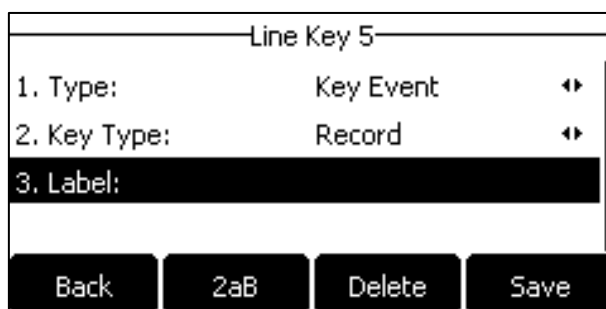 Line Key 5
1. Type: Key Event
2. Key Type: Record
3. Label:
Back 2aB Delete Save